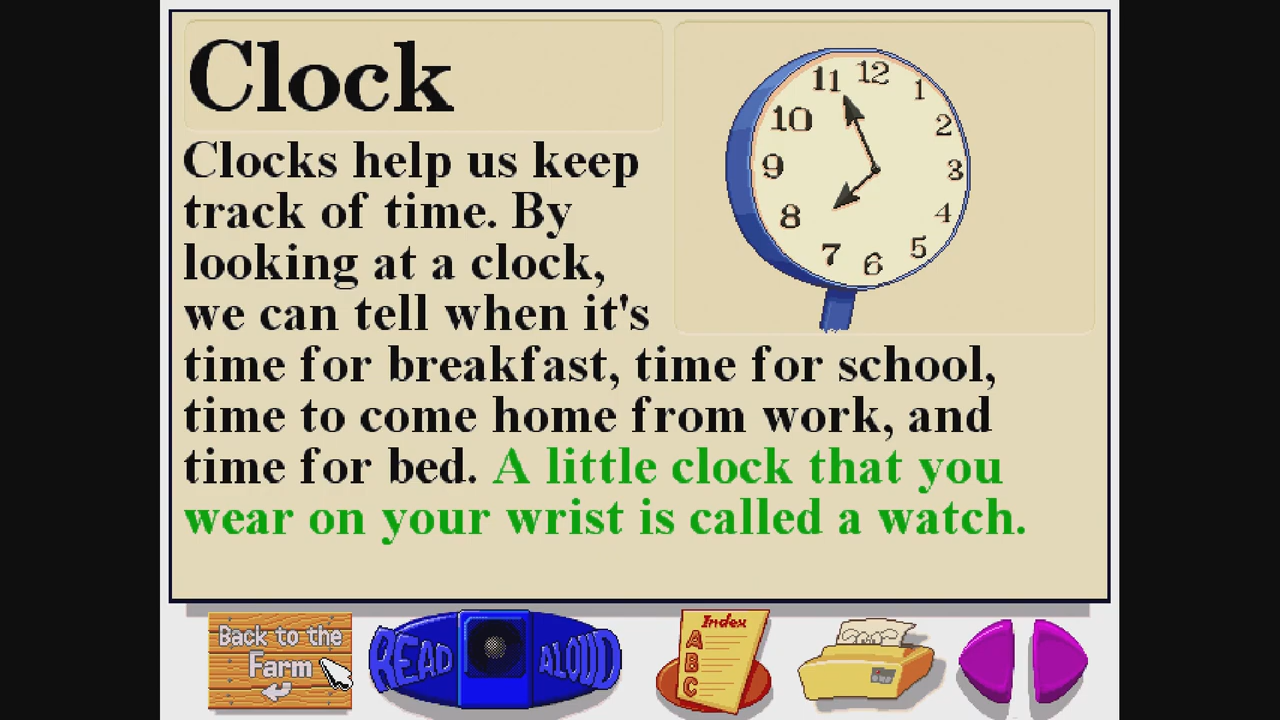 Clock
Clocks help us keep
track of time. By
looking at a clock,
we can tell when it's
time for breakfast, time for school,
time to come home from work, and
time for bed. A little clock that you
wear on your wrist is called a watch.
11 12 1
10 2
9 3
8 4
7 6 5
Back to the
Farm
READ ALOUD
Index
A
B
C